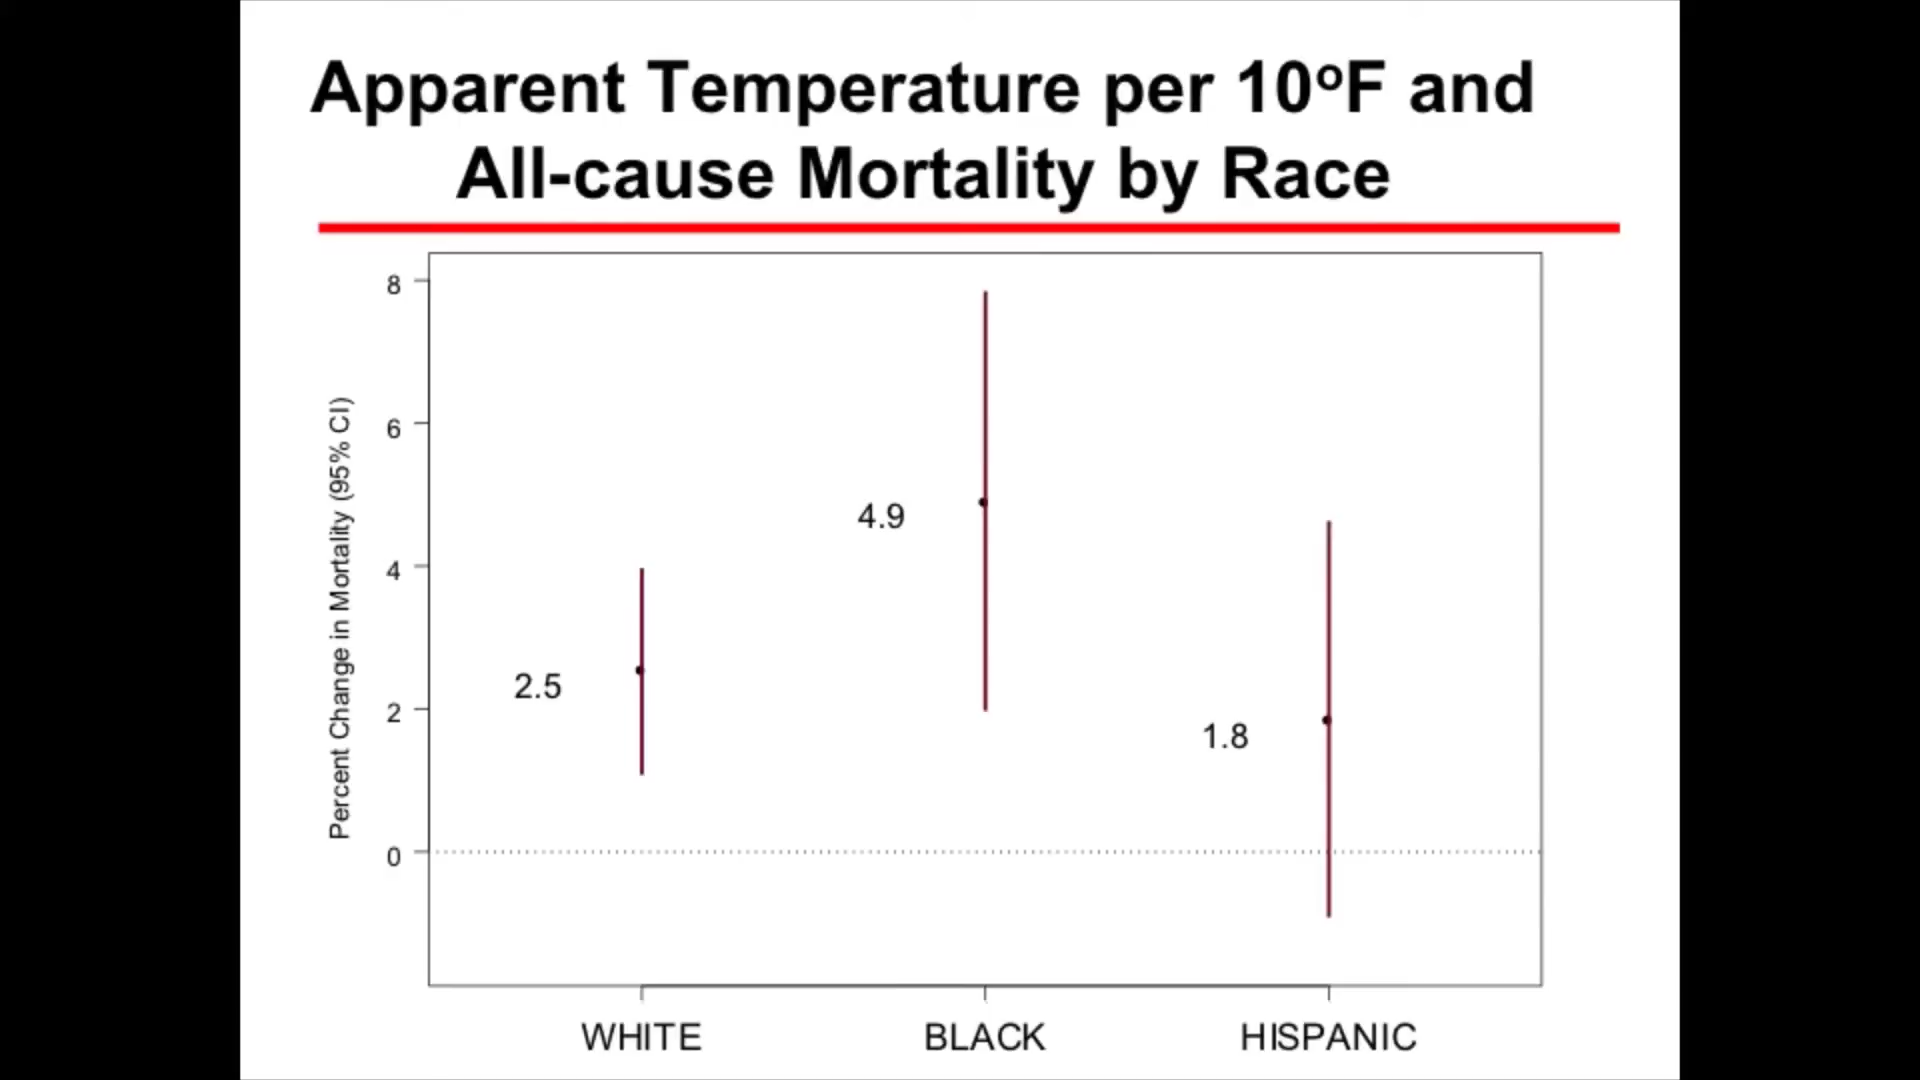 Apparent Temperature per 10ºF and
All-cause Mortality by Race
Percent Change in Mortality (95% CI)
8
6
4
2
0
2.5
4.9
1.8
WHITE
BLACK
HISPANIC